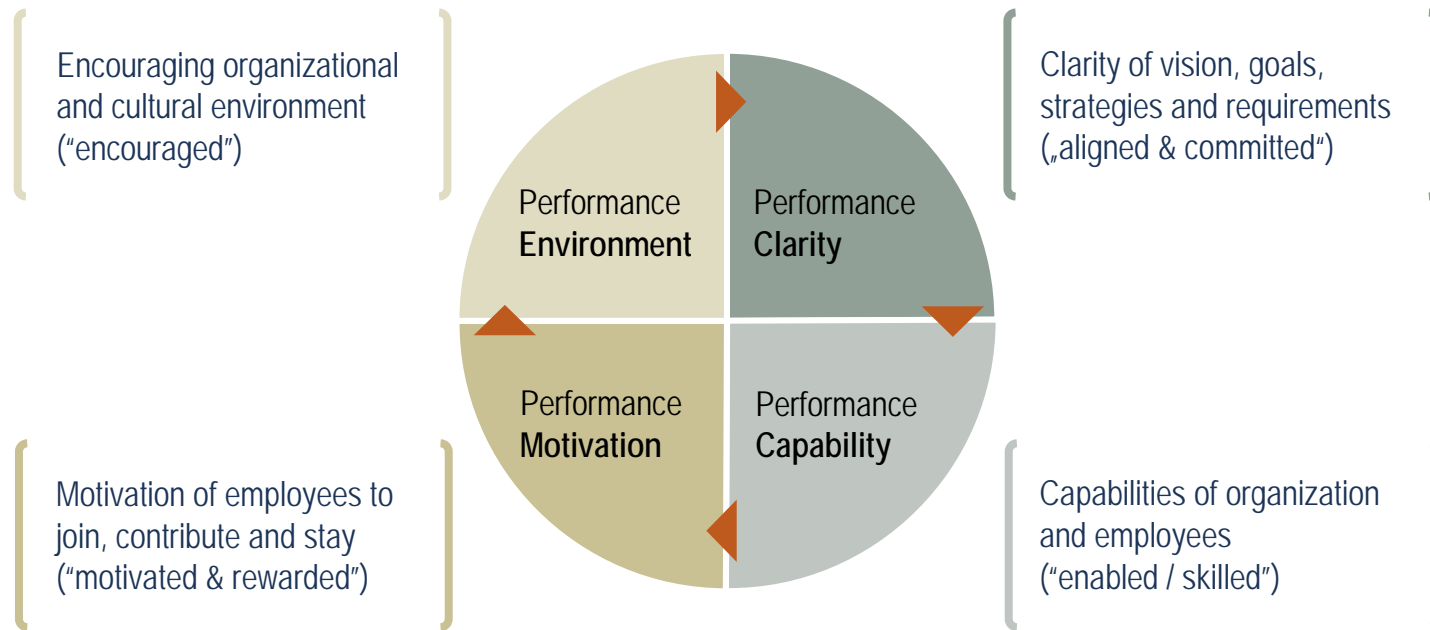 Encouraging organizational
and cultural environment
("encouraged")
Clarity of vision, goals,
strategies and requirements
(„aligned & committed“)
Performance
Environment
Performance
Clarity
Performance
Motivation
Performance
Capability
Motivation of employees to
join, contribute and stay
("motivated & rewarded")
Capabilities of organization
and employees
("enabled / skilled")